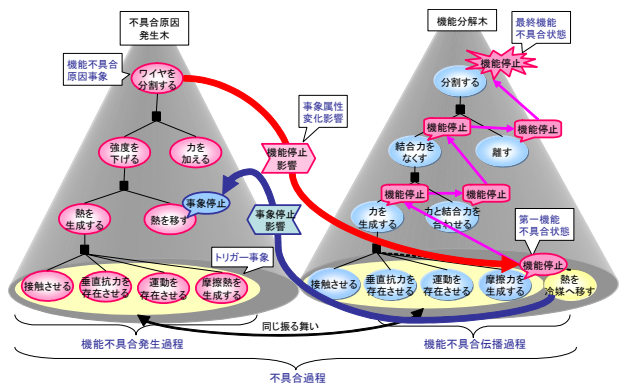 不具合原因
発生木
機能不具合
原因事象
ワイヤを
分割する
強度を
下げる
力を
加える
熱を
生成する
熱を移す
事象停止
トリガー事象
接触させる
垂直抗力を
存在させる
運動を
存在させる
摩擦熱を
生成する
機能不具合発生過程
事象属性
変化影響
機能停止
影響
事象停止
影響
同じ振る舞い
機能分解木
最終機能
不具合状態
機能停止
分割する
機能停止
機能停止
結合力を
なくす
離す
機能停止
機能停止
力を
生成する
力と結合力を
合わせる
第一機能
不具合状態
機能停止
接触させる
垂直抗力を
存在させる
運動を
存在させる
摩擦力を
生成する
熱を
冷媒へ移す
機能不具合伝播過程
不具合過程